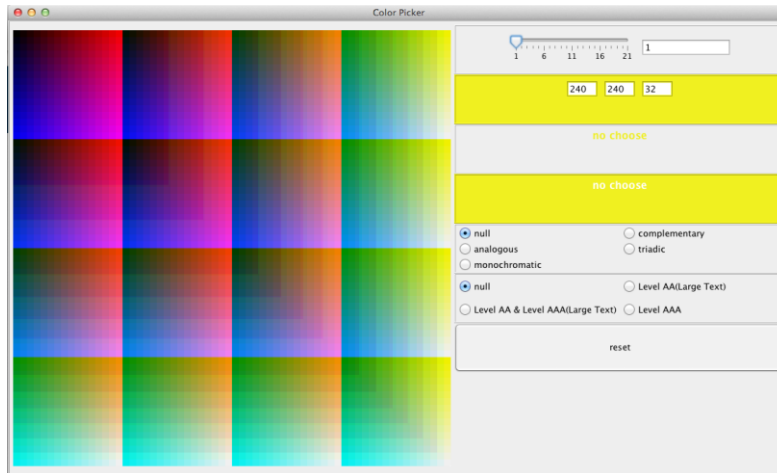 Color Picker
1
1 6 11 16 21
240 240 32
no choose
no choose
null complementary
analogous triadic
monochromatic
null Level AA(Large Text)
Level AA & Level AAA(Large Text) Level AAA
reset